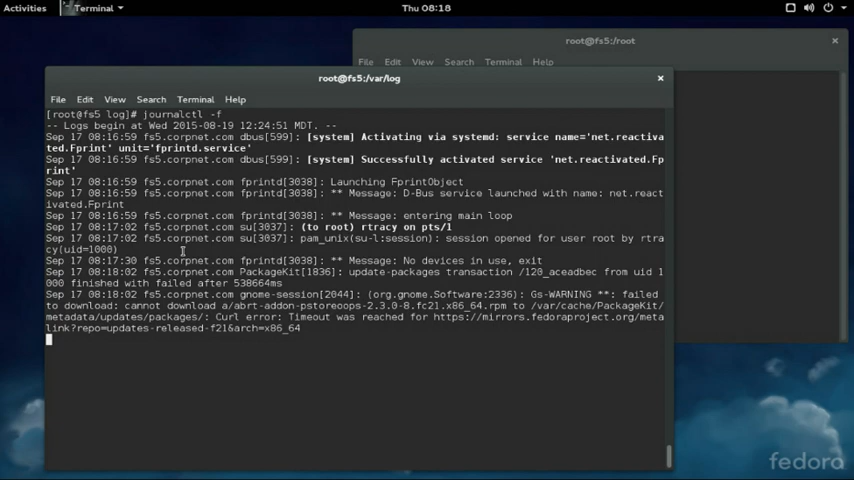 Activities
Terminal
Thu 08:18
root@fs5:/root
File Edit View Search Terminal Help
root@fs5:/var/log
File Edit View Search Terminal Help
[root@fs5 log]# journalctl -f
-- Logs begin at Wed 2015-08-19 12:24:51 MDT. --
Sep 17 08:16:59 fs5.corpnet.com dbus[599]: [system] Activating via systemd: service name='net.reactiva
ted.Fprint' unit='fprintd.service'
Sep 17 08:16:59 fs5.corpnet.com dbus[599]: [system] Successfully activated service 'net.reactivated.Fp
rint'
Sep 17 08:16:59 fs5.corpnet.com fprintd[3038]: Launching FprintObject
Sep 17 08:16:59 fs5.corpnet.com fprintd[3038]: ** Message: D-Bus service launched with name: net.react
ivated.Fprint
Sep 17 08:16:59 fs5.corpnet.com fprintd[3038]: ** Message: entering main loop
Sep 17 08:17:02 fs5.corpnet.com su[3037]: (to root) rtracy on pts/1
Sep 17 08:17:02 fs5.corpnet.com su[3037]: pam_unix(su-l:session): session opened for user root by rtra
cy(uid=1000)
Sep 17 08:17:30 fs5.corpnet.com fprintd[3038]: ** Message: No devices in use, exit
Sep 17 08:18:02 fs5.corpnet.com PackageKit[1836]: update-packages transaction /120_aceadbec from uid 1
000 finished with failed after 538664ms
Sep 17 08:18:02 fs5.corpnet.com gnome-session[2044]: (org.gnome.Software:2336): Gs-WARNING **: failed
to download: cannot download a/abrt-addon-pstoreoops-2.3.0-8.fc21.x86_64.rpm to /var/cache/PackageKit/
metadata/updates/packages/: Curl error: Timeout was reached for https://mirrors.fedoraproject.org/meta
link?repo=updates-released-f21&arch=x86_64
fedora